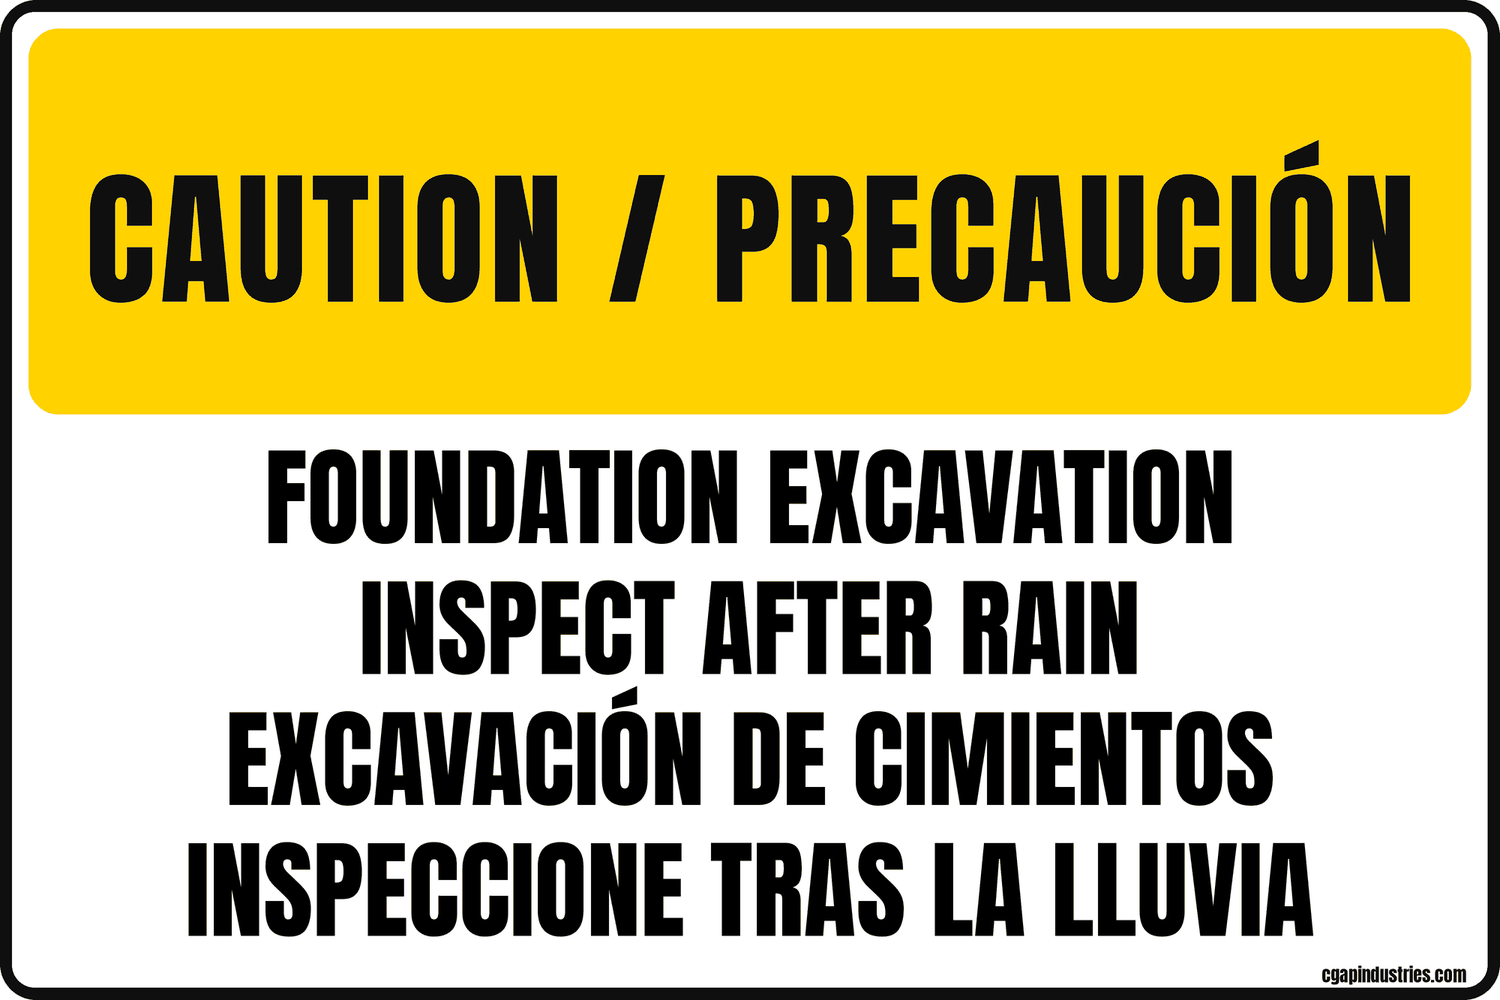 CAUTION / PRECAUCIÓN
FOUNDATION EXCAVATION
INSPECT AFTER RAIN
EXCAVACIÓN DE CIMIENTOS
INSPECCIONE TRAS LA LLUVIA
cgapindustries.com